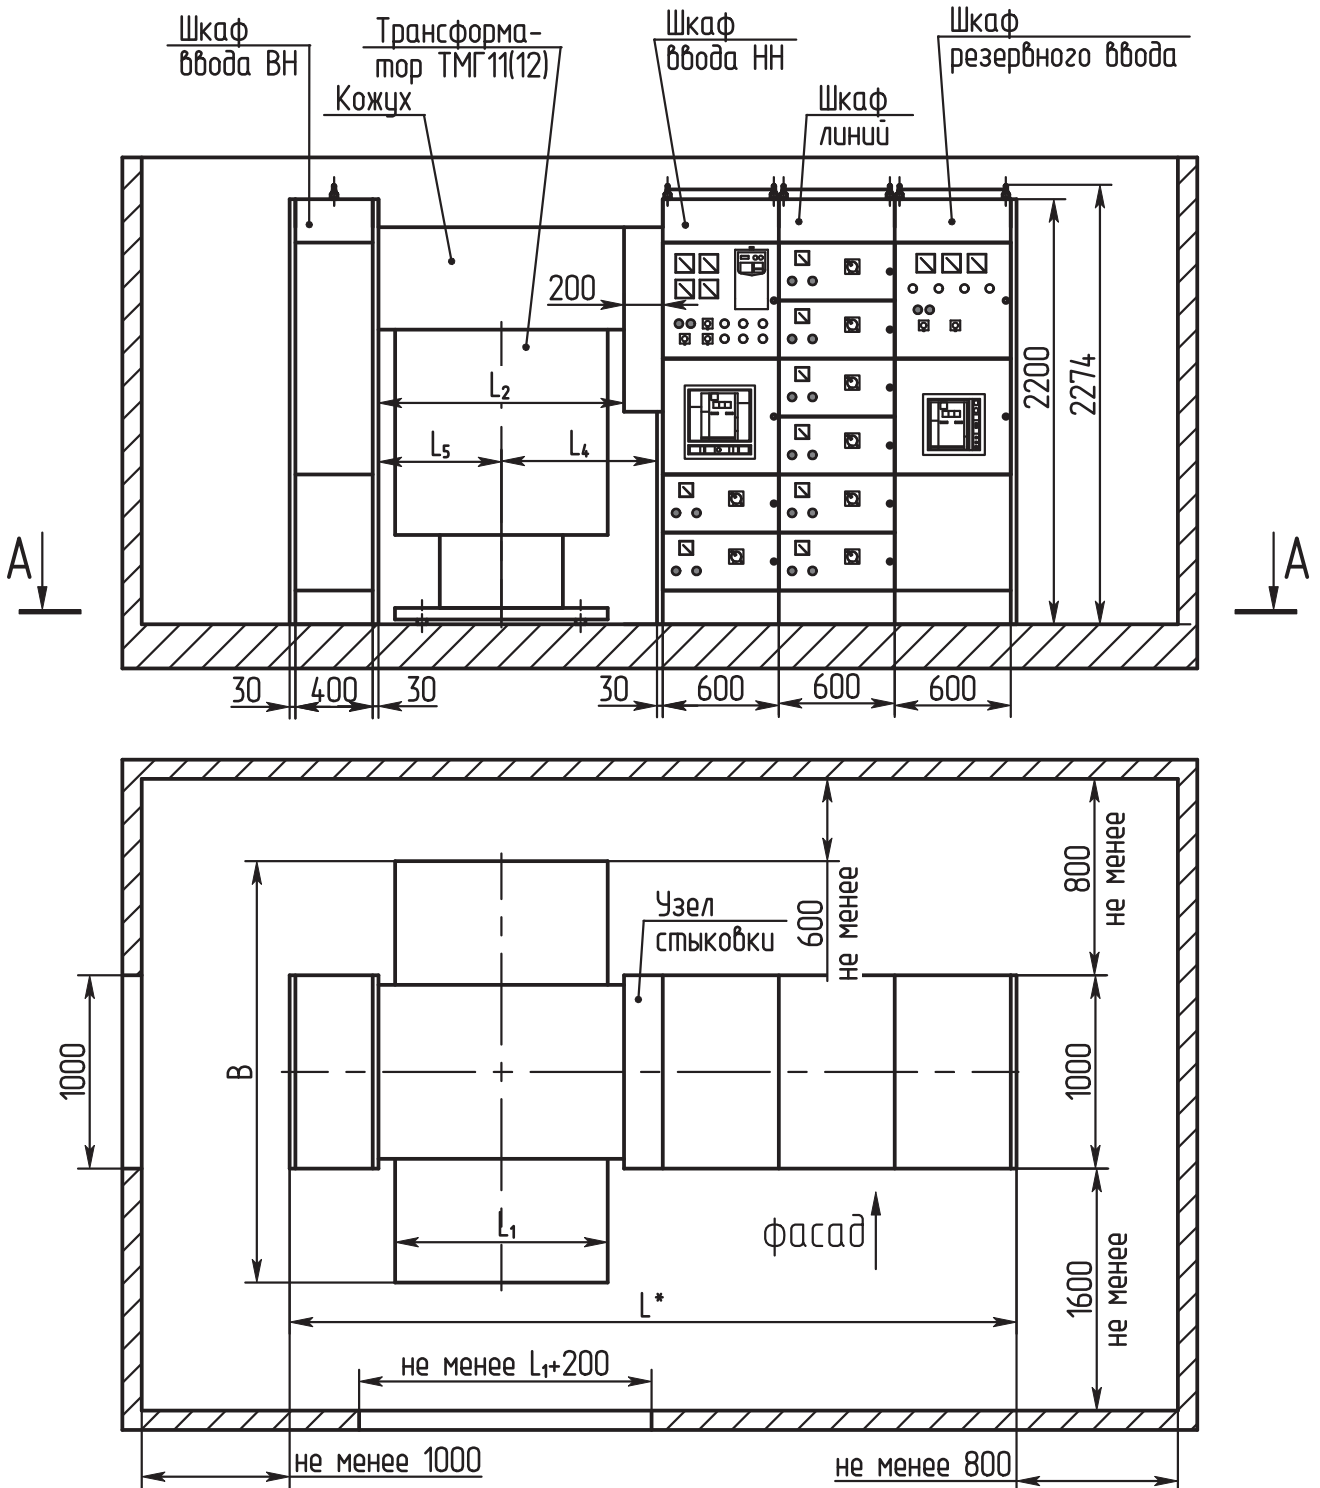 Шкаф
ввода ВН
Трансформа-
тор ТМГ11(12)
Кожух
Шкаф
ввода НН
Шкаф
линий
Шкаф
резервного ввода
200
L₂
L₅
L₄
2200
2274
А
А
30
400
30
30
600
600
600
800
не менее
600
не менее
Узел
стыковки
1000
В
1000
L₁
фасад
1600
не менее
L*
не менее L₁+200
не менее 1000
не менее 800